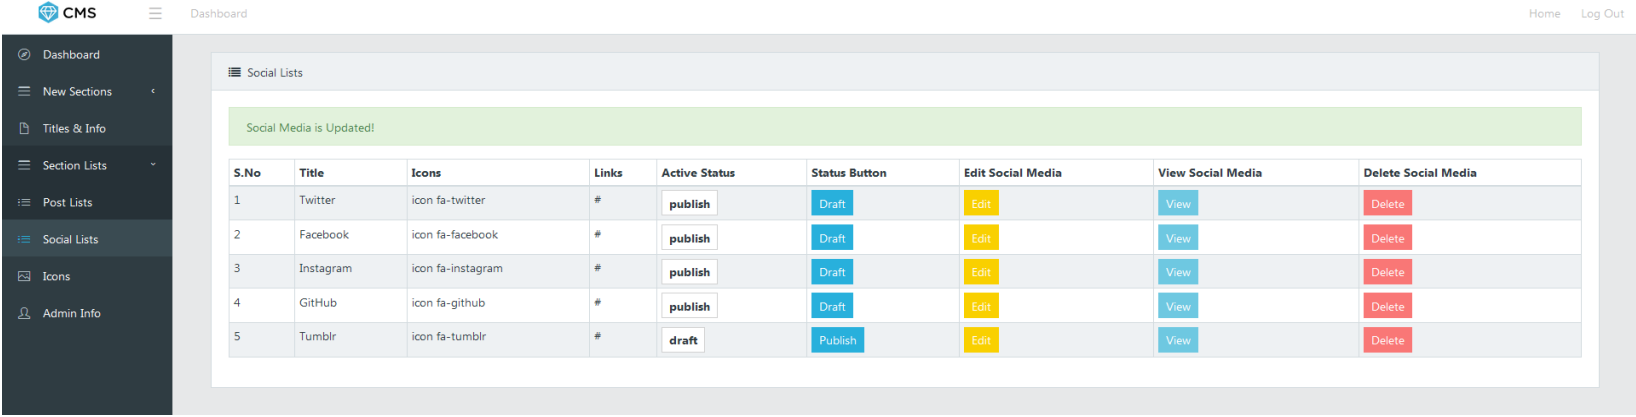 CMS
Dashboard
Home Log Out
Dashboard
New Sections
Titles & Info
Section Lists
Post Lists
Social Lists
Icons
Admin Info
Social Lists
Social Media is Updated!
S.No Title Icons Links Active Status Status Button Edit Social Media View Social Media Delete Social Media
1 Twitter icon fa-twitter # publish Draft Edit View Delete
2 Facebook icon fa-facebook # publish Draft Edit View Delete
3 Instagram icon fa-instagram # publish Draft Edit View Delete
4 GitHub icon fa-github # publish Draft Edit View Delete
5 Tumblr icon fa-tumblr # draft Publish Edit View Delete